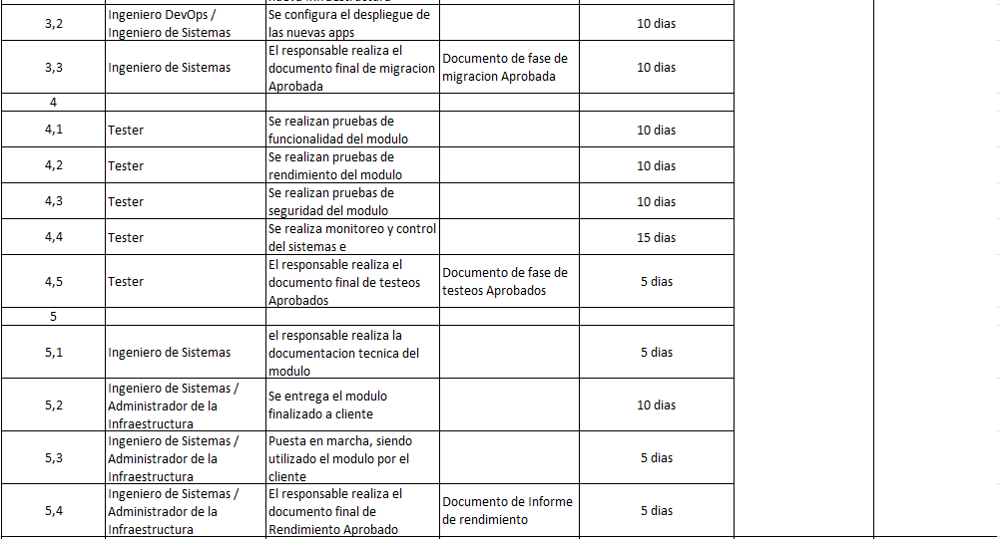 nueva infraestructura
3,2
Ingeniero DevOps /
Ingeniero de Sistemas
Se configura el despliegue de
las nuevas apps
10 dias
3,3
Ingeniero de Sistemas
El responsable realiza el
documento final de migracion
Aprobada
Documento de fase de
migracion Aprobada
10 dias
4
4,1
Tester
Se realizan pruebas de
funcionalidad del modulo
10 dias
4,2
Tester
Se realizan pruebas de
rendimiento del modulo
10 dias
4,3
Tester
Se realizan pruebas de
seguridad del modulo
10 dias
4,4
Tester
Se realiza monitoreo y control
del sistemas e
15 dias
4,5
Tester
El responsable realiza el
documento final de testeos
Aprobados
Documento de fase de
testeos Aprobados
5 dias
5
5,1
Ingeniero de Sistemas
el responsable realiza la
documentacion tecnica del
modulo
5 dias
5,2
Ingeniero de Sistemas /
Administrador de la
Infraestructura
Se entrega el modulo
finalizado a cliente
10 dias
5,3
Ingeniero de Sistemas /
Administrador de la
Infraestructura
Puesta en marcha, siendo
utilizado el modulo por el
cliente
5 dias
5,4
Ingeniero de Sistemas /
Administrador de la
Infraestructura
El responsable realiza el
documento final de
Rendimiento Aprobado
Documento de Informe
de rendimiento
5 dias